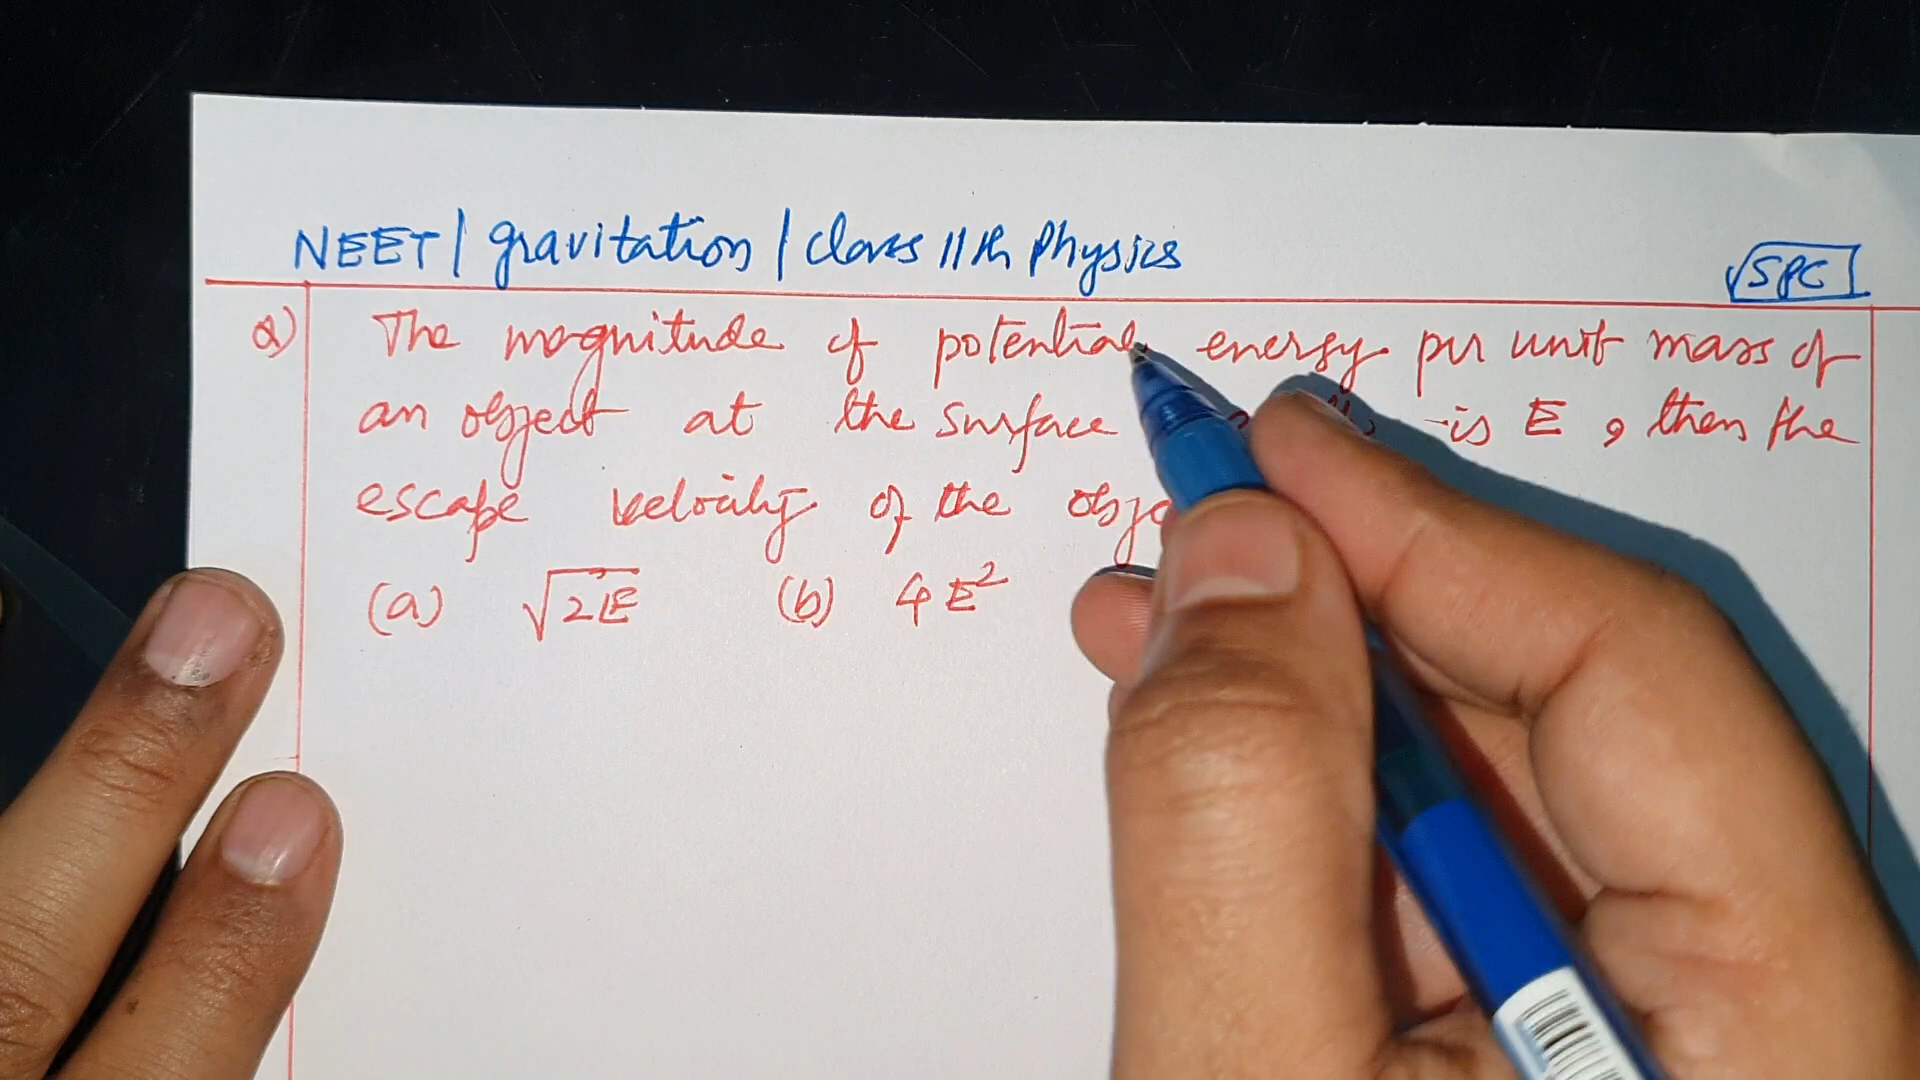 NEET / gravitation / class 11th Physics
√SPC
Q) The magnitude of potential energy per unit mass of
an object at the surface is E , then the
escape velocity of the
(a) √2E (b) 4E²